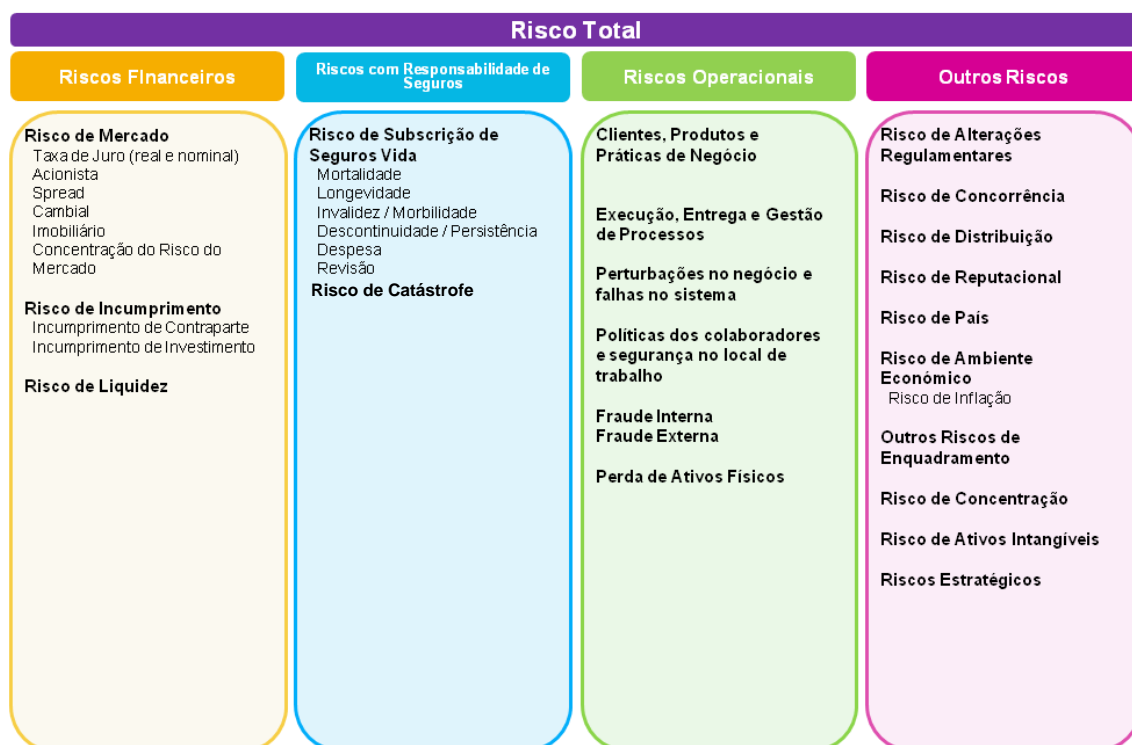 Risco Total
Riscos FInanceiros
Risco de Mercado
Taxa de Juro (real e nominal)
Acionista
Spread
Cambial
Imobiliário
Concentração do Risco do
Mercado
Risco de Incumprimento
Incumprimento de Contraparte
Incumprimento de Investimento
Risco de Liquidez
Riscos com Responsabilidade de
Seguros
Risco de Subscrição de
Seguros Vida
Mortalidade
Longevidade
Invalidez / Morbilidade
Descontinuidade / Persistência
Despesa
Revisão
Risco de Catástrofe
Riscos Operacionais
Clientes, Produtos e
Práticas de Negócio
Execução, Entrega e Gestão
de Processos
Perturbações no negócio e
falhas no sistema
Políticas dos colaboradores
e segurança no local de
trabalho
Fraude Interna
Fraude Externa
Perda de Ativos Físicos
Outros Riscos
Risco de Alterações
Regulamentares
Risco de Concorrência
Risco de Distribuição
Risco de Reputacional
Risco de País
Risco de Ambiente
Económico
Risco de Inflação
Outros Riscos de
Enquadramento
Risco de Concentração
Risco de Ativos Intangíveis
Riscos Estratégicos